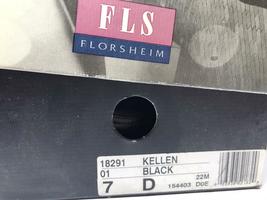 FLS
FLORSHEIM
18291 KELLEN
01 BLACK 22M
7 D 154403 D0E